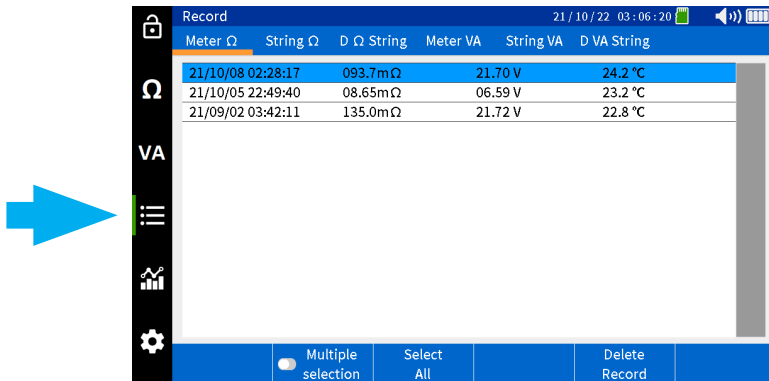 Record 21/10/22 03:06:20
Meter Ω String Ω D Ω String Meter VA String VA D VA String
21/10/08 02:28:17 093.7mΩ 21.70 V 24.2 ℃
21/10/05 22:49:40 08.65mΩ 06.59 V 23.2 ℃
21/09/02 03:42:11 135.0mΩ 21.72 V 22.8 ℃
Ω
VA
Multiple selection
Select All
Delete Record